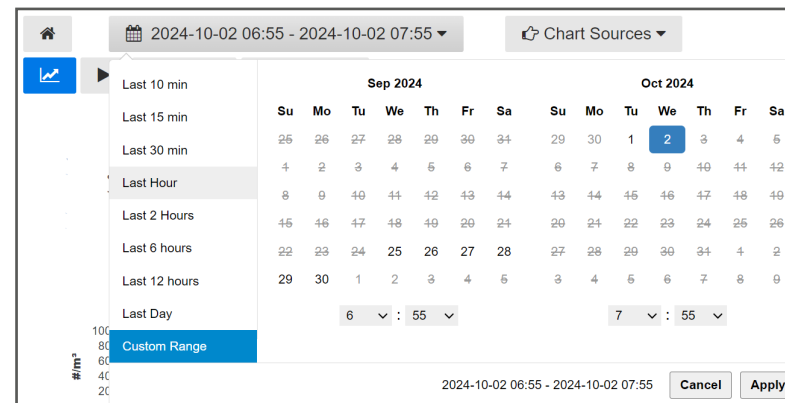 2024-10-02 06:55 - 2024-10-02 07:55 Chart Sources
Last 10 min
Last 15 min
Last 30 min
Last Hour
Last 2 Hours
Last 6 hours
Last 12 hours
Last Day
Custom Range
Sep 2024
Su Mo Tu We Th Fr Sa
25 26 27 28 29 30 31
1 2 3 4 5 6 7
8 9 10 11 12 13 14
15 16 17 18 19 20 21
22 23 24 25 26 27 28
29 30 1 2 3 4 5
6 : 55
Oct 2024
Su Mo Tu We Th Fr Sa
29 30 1 2 3 4 5
6 7 8 9 10 11 12
13 14 15 16 17 18 19
20 21 22 23 24 25 26
27 28 29 30 31 1 2
3 4 5 6 7 8 9
7 : 55
2024-10-02 06:55 - 2024-10-02 07:55 Cancel Apply
#/m³
100
80
60
40
20